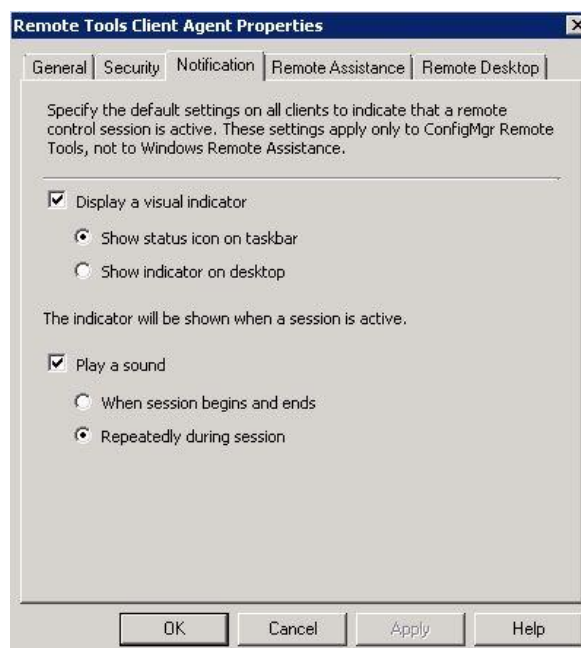 Remote Tools Client Agent Properties
General Security Notification Remote Assistance Remote Desktop
Specify the default settings on all clients to indicate that a remote
control session is active. These settings apply only to ConfigMgr Remote
Tools, not to Windows Remote Assistance.
Display a visual indicator
Show status icon on taskbar
Show indicator on desktop
The indicator will be shown when a session is active.
Play a sound
When session begins and ends
Repeatedly during session
OK Cancel Apply Help